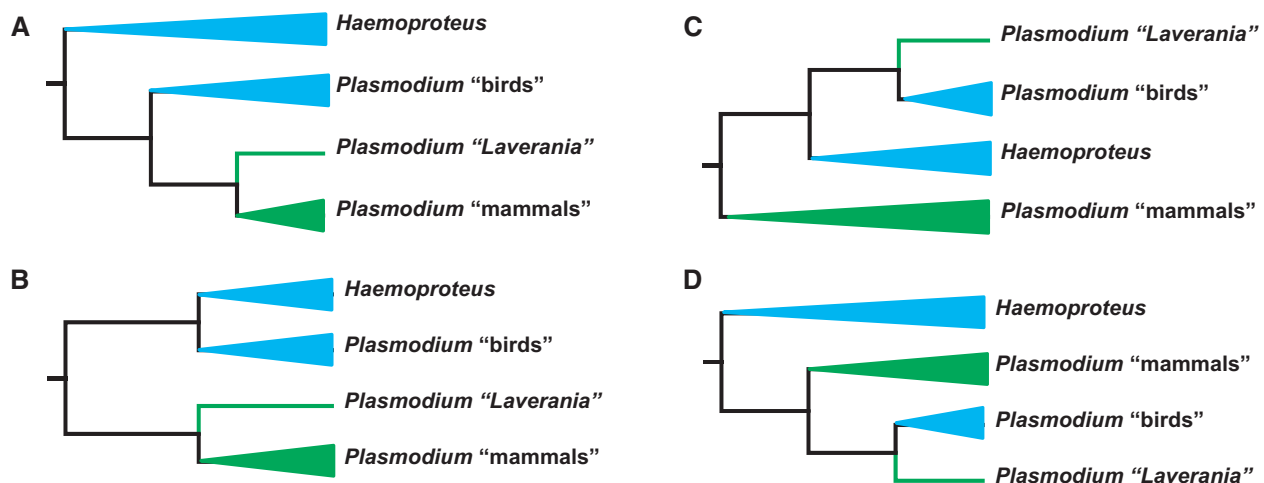 A
Haemoproteus
Plasmodium “birds”
Plasmodium “Laverania”
Plasmodium “mammals”
B
Haemoproteus
Plasmodium “birds”
Plasmodium “Laverania”
Plasmodium “mammals”
C
Plasmodium “Laverania”
Plasmodium “birds”
Haemoproteus
Plasmodium “mammals”
D
Haemoproteus
Plasmodium “mammals”
Plasmodium “birds”
Plasmodium “Laverania”